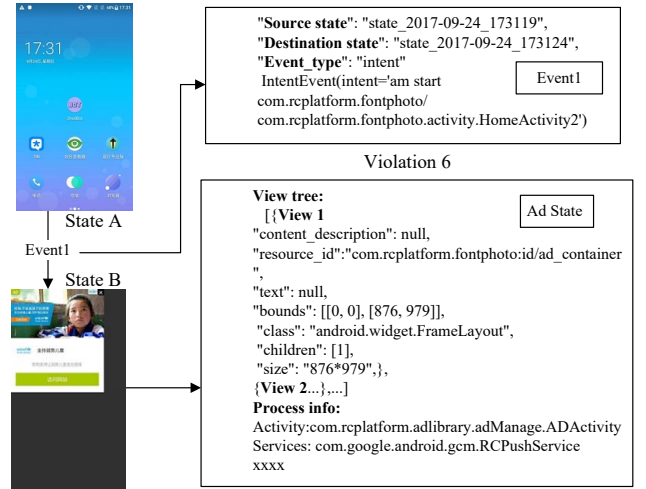 17:31
"Source state": "state_2017-09-24_173119",
"Destination state": "state_2017-09-24_173124",
"Event_type": "intent"
IntentEvent(intent='am start
com.rcplatform.fontphoto/
com.rcplatform.fontphoto.activity.HomeActivity2')
Event1
Violation 6
State A
Event1
State B
View tree:
[{View 1
"content_description": null,
"resource_id":"com.rcplatform.fontphoto:id/ad_container
",
"text": null,
"bounds": [[0, 0], [876, 979]],
"class": "android.widget.FrameLayout",
"children": [1],
"size": "876*979",},
{View 2...},...]
Process info:
Activity:com.rcplatform.adlibrary.adManage.ADActivity
Services: com.google.android.gcm.RCPushService
xxxx
Ad State